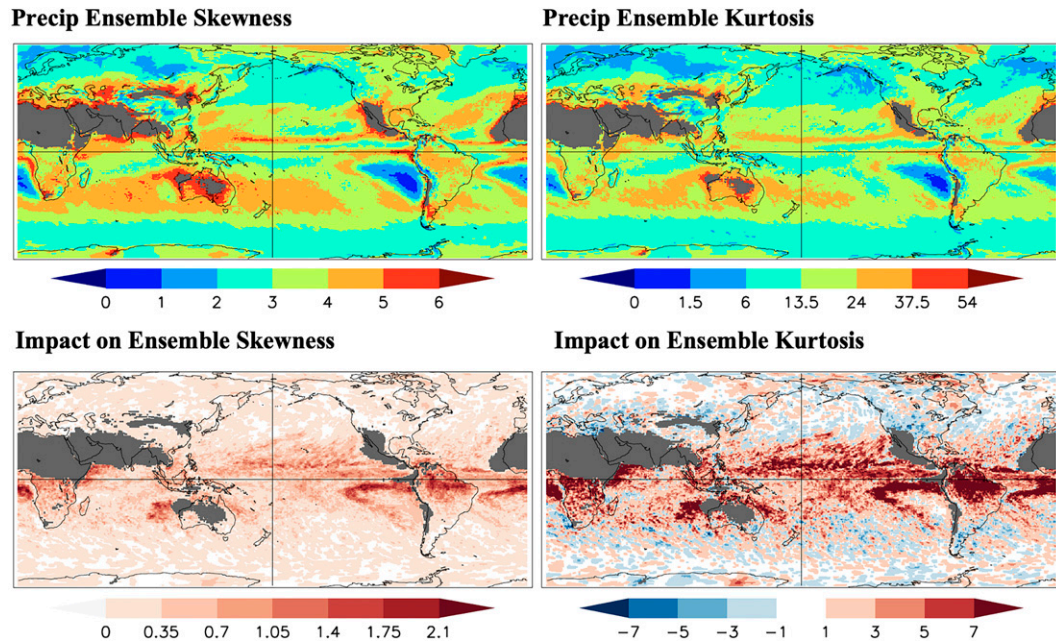 Precip Ensemble Skewness
Precip Ensemble Kurtosis
0 1 2 3 4 5 6
0 1.5 6 13.5 24 37.5 54
Impact on Ensemble Skewness
Impact on Ensemble Kurtosis
0 0.35 0.7 1.05 1.4 1.75 2.1
-7 -5 -3 -1 1 3 5 7